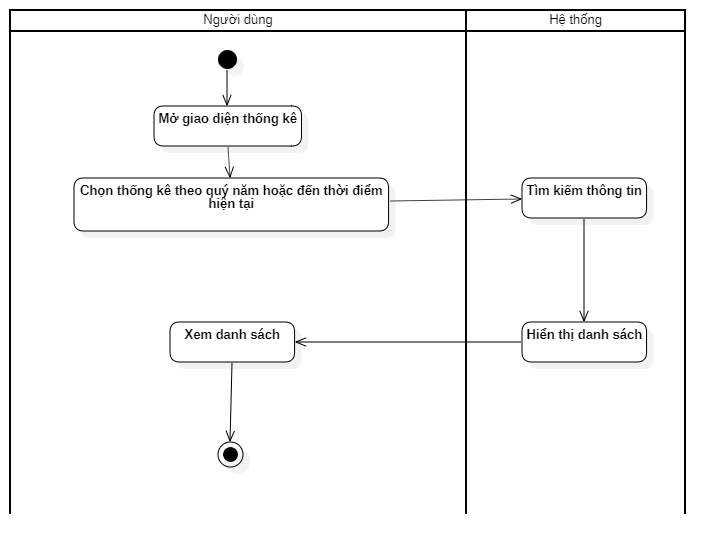 Người dùng
Hệ thống
Mở giao diện thống kê
Chọn thống kê theo quý năm hoặc đến thời điểm
hiện tại
Tìm kiếm thông tin
Xem danh sách
Hiển thị danh sách